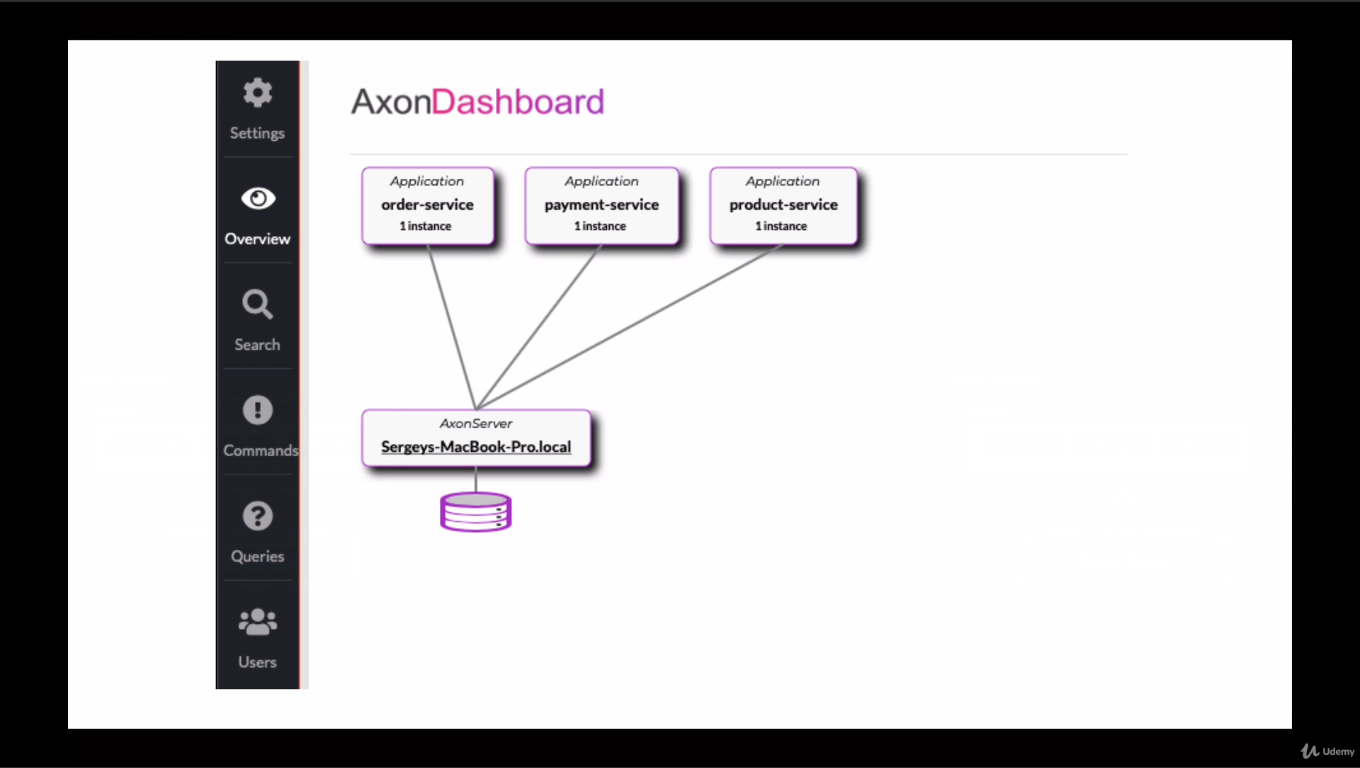 Settings
Overview
Search
Commands
Queries
Users
AxonDashboard
Application
order-service
1 instance
Application
payment-service
1 instance
Application
product-service
1 instance
AxonServer
Sergeys-MacBook-Pro.local
Udemy